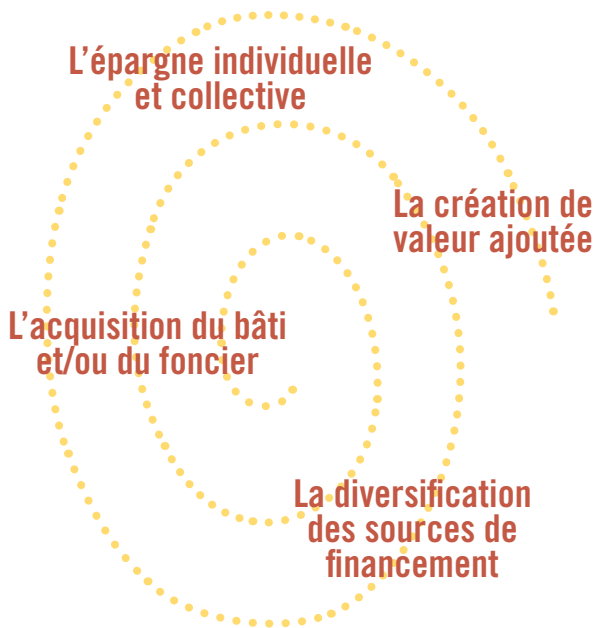 L'épargne individuelle
et collective
La création de
valeur ajoutée
L'acquisition du bâti
et/ou du foncier
La diversification
des sources de
financement